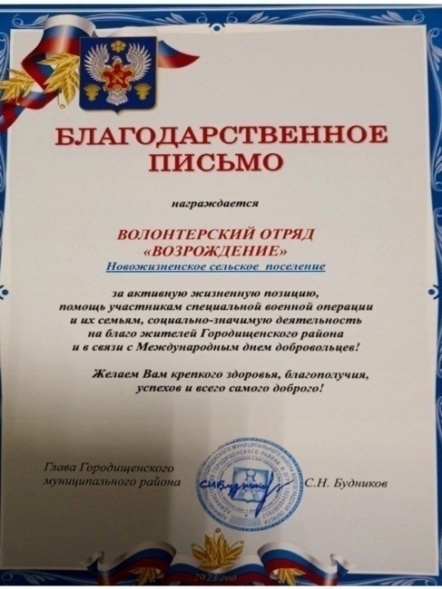 БЛАГОДАРСТВЕННОЕ
ПИСЬМО
награждается
ВОЛОНТЕРСКИЙ ОТРЯД
«ВОЗРОЖДЕНИЕ»
Новожизненское сельское поселение
за активную жизненную позицию,
помощь участникам специальной военной операции
и их семьям, социально-значимую деятельность
на благо жителей Городищенского района
и в связи с Международным днем добровольцев!
Желаем Вам крепкого здоровья, благополучия,
успехов и всего самого доброго!
Глава Городищенского
муниципального района
С.Н. Будников
2023 год